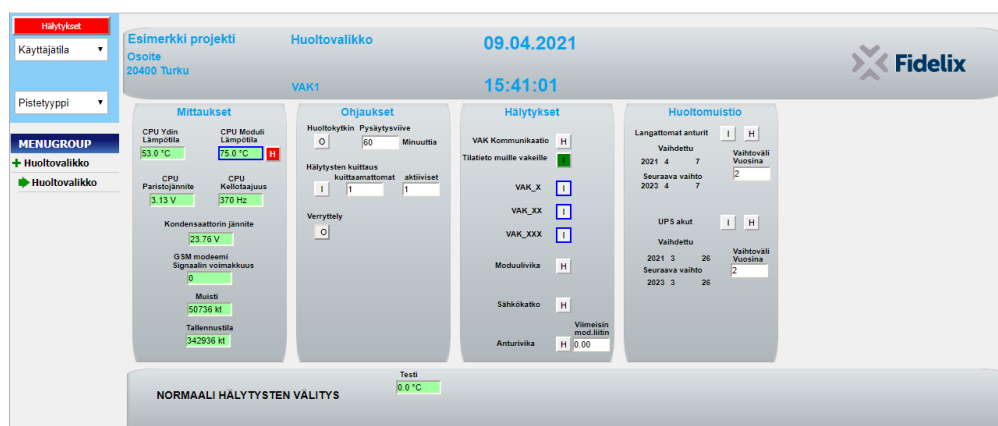 Hälytykset
Käyttäjätila
Pistetyyppi
MENUGROUP
Huoltovalikko
Huoltovalikko
Esimerkki projekti
Osoite
20400 Turku
Huoltovalikko
VAK1
09.04.2021
15:41:01
Fidelix
Mittaukset
CPU Ydin CPU Moduli
Lämpötila Lämpötila
53.0 °C 75.0 °C H
CPU CPU
Paristojännite Kellotaajuus
3.13 V 370 Hz
Kondensaattorin jännite
23.76 V
GSM modeemi
Signaalin voimakkuus
0
Muisti
50736 kt
Tallennustila
342936 kt
Ohjaukset
Huoltokytkin Pysäytysviive
O 60 Minuuttia
Hälytysten kuittaus
kuittaamattomat aktiiviset
I 1 1
Verryttely
O
Hälytykset
VAK Kommunikaatio H
Tilatieto muille vakeille I
VAK_X I
VAK_XX I
VAK_XXX I
Moduulivika H
Sähkökatko H
Viimeisin
mod.liitin
Anturivika H 0.00
Huoltomuistio
Langattomat anturit I H
Vaihdettu
2021 4 7
Seuraava vaihto
2023 4 7
Vaihtoväli
Vuosina
2
UPS akut I H
Vaihdettu
2021 3 26
Seuraava vaihto
2023 3 26
Vaihtoväli
Vuosina
2
Testi
0.0 °C
NORMAALI HÄLYTYSTEN VÄLITYS